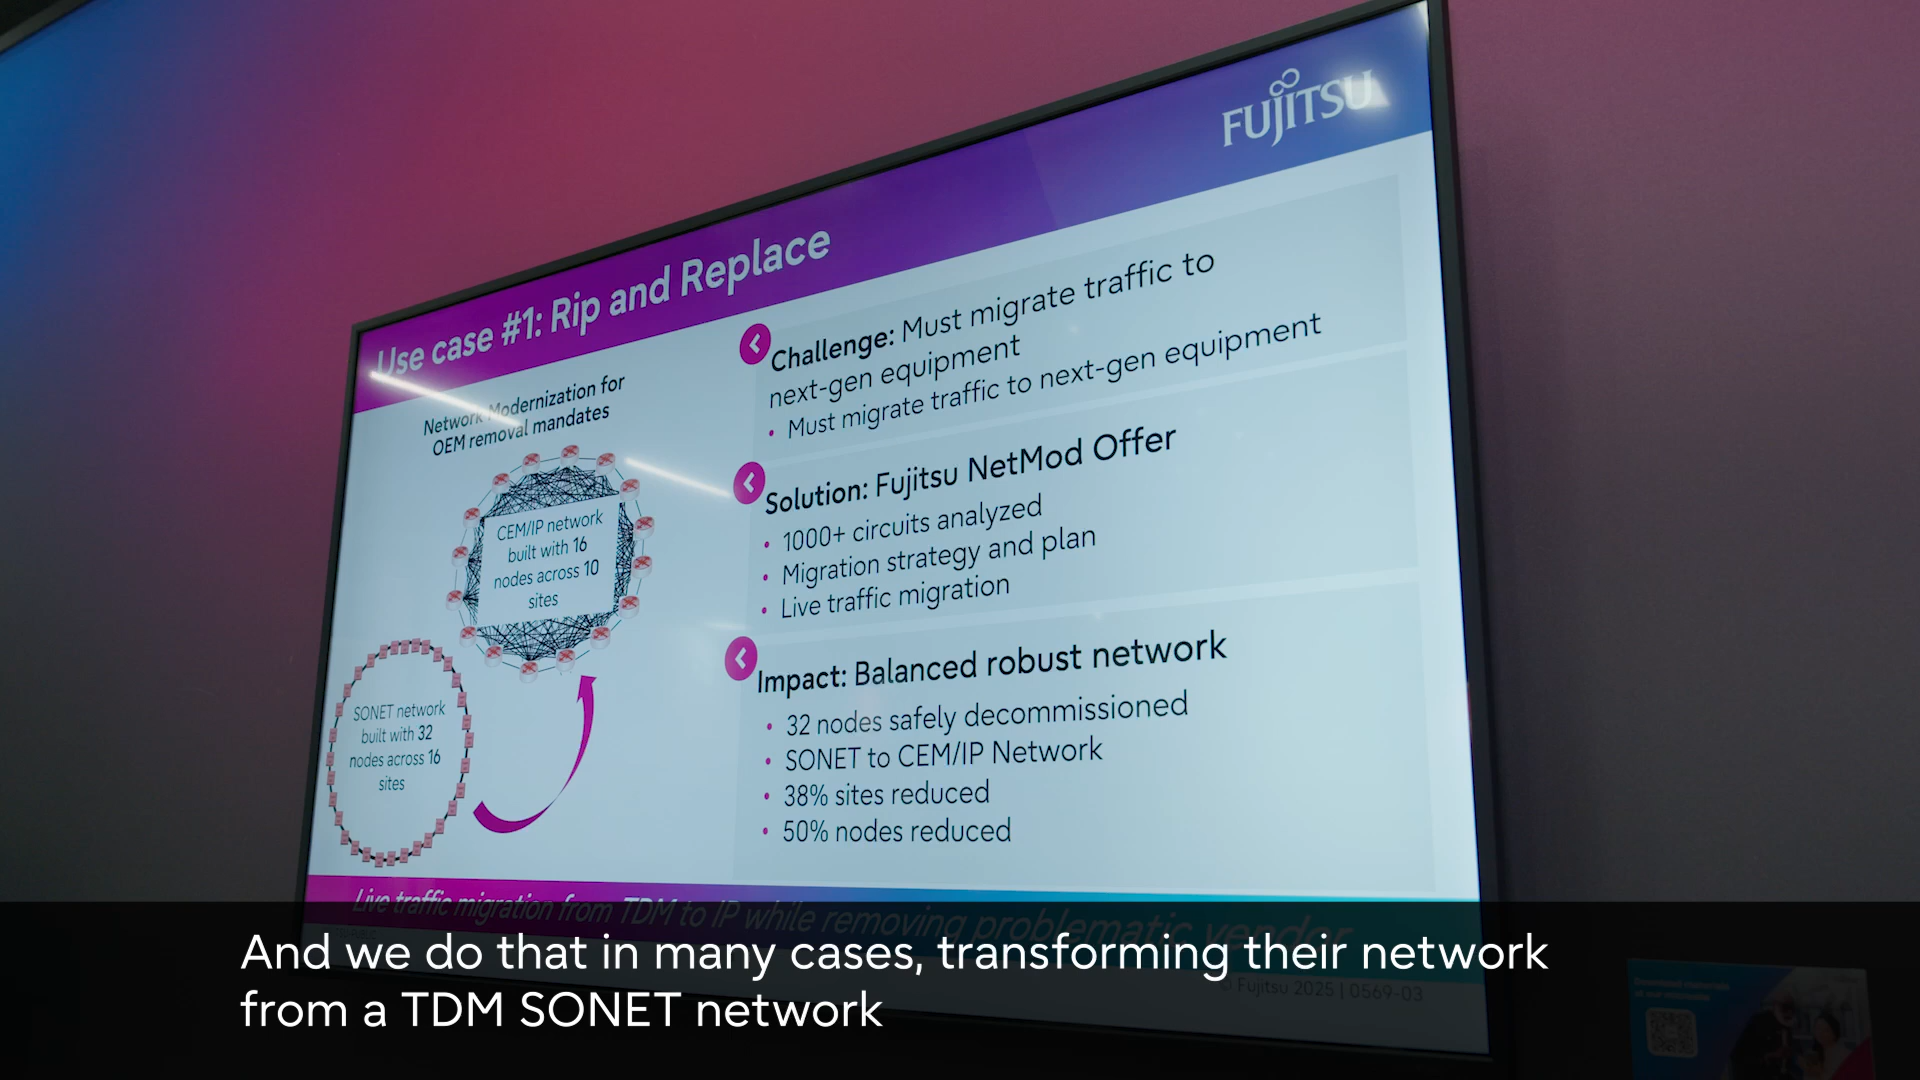 FUJITSU
Use case #1: Rip and Replace
Network Modernization for
OEM removal mandates
CEM/IP network
built with 16
nodes across 10
sites
SONET network
built with 32
nodes across 16
sites
Challenge: Must migrate traffic to
next-gen equipment
• Must migrate traffic to next-gen equipment
Solution: Fujitsu NetMod Offer
• 1000+ circuits analyzed
• Migration strategy and plan
• Live traffic migration
Impact: Balanced robust network
• 32 nodes safely decommissioned
• SONET to CEM/IP Network
• 38% sites reduced
• 50% nodes reduced
Live traffic migration from TDM to IP while removing problematic vendor
© Fujitsu 2025 | 0569-03
And we do that in many cases, transforming their network
from a TDM SONET network